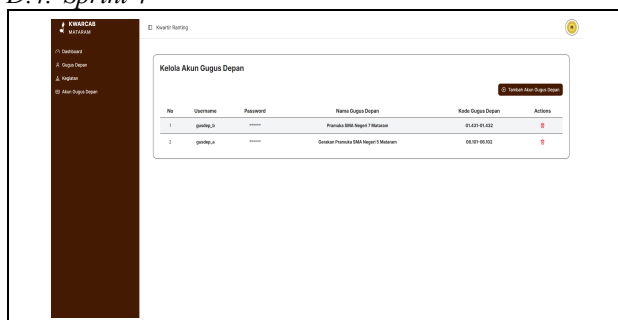 D.4. Sprint 4
KWARCAB
MATARAM
Kwartir Ranting
Dashboard
Gugus Depan
Kegiatan
Akun Gugus Depan
Kelola Akun Gugus Depan
Tambah Akun Gugus Depan
No Username Password Nama Gugus Depan Kode Gugus Depan Actions
1 gusdep_b ****** Pramuka SMA Negeri 7 Mataram 01.431-01.432
2 gusdep_a ****** Gerakan Pramuka SMA Negeri 5 Mataram 06.101-06.102